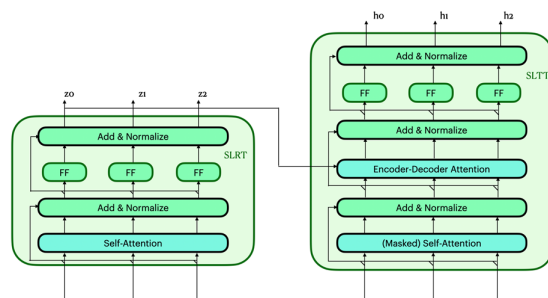 z0 z1 z2
SLRT
Add & Normalize
FF FF FF
Add & Normalize
Self-Attention
h0 h1 h2
Add & Normalize
SLTT
FF FF FF
Add & Normalize
Encoder-Decoder Attention
Add & Normalize
(Masked) Self-Attention